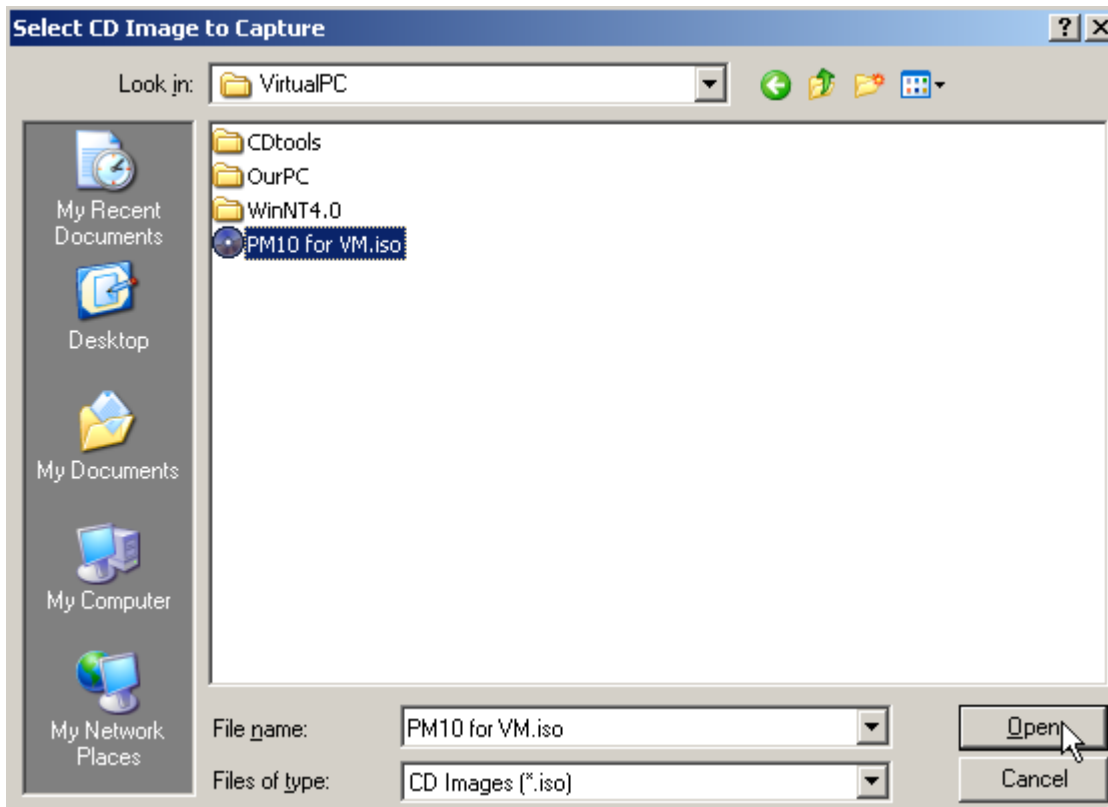 Select CD Image to Capture
Look in:
VirtualPC
My Recent
Documents
Desktop
My Documents
My Computer
My Network
Places
CDtools
OurPC
WinNT4.0
PM10 for VM.iso
File name:
PM10 for VM.iso
Open
Files of type:
CD Images (*.iso)
Cancel